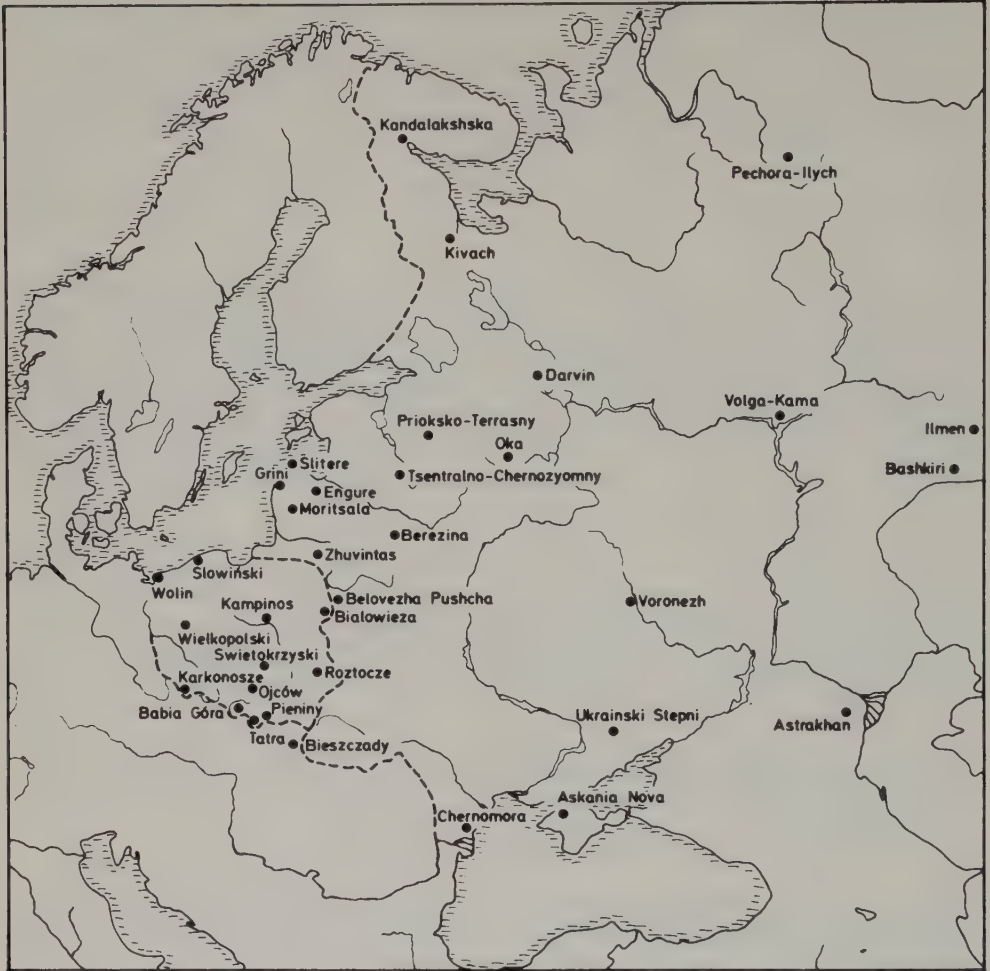 Kandalakshska
Pechora-Ilych
Kivach
Darvin
Volga-Kama
Prioksko-Terrasny
Ilmen
Oka
Slitere
Bashkiri
Grini
Tsentralno-Chernozyomny
Engure
Moritsala
Berezina
Zhuvintas
Slowiński
Wolin
Belovezha Pushcha
Voronezh
Kampinos
Bialowieza
Wielkopolski
Swietokrzyski
Roztocze
Karkonosze
Ojców
Babia Góra
Pieniny
Ukrainski Stepni
Astrakhan
Tatra
Bieszczady
Askania Nova
Chernomora